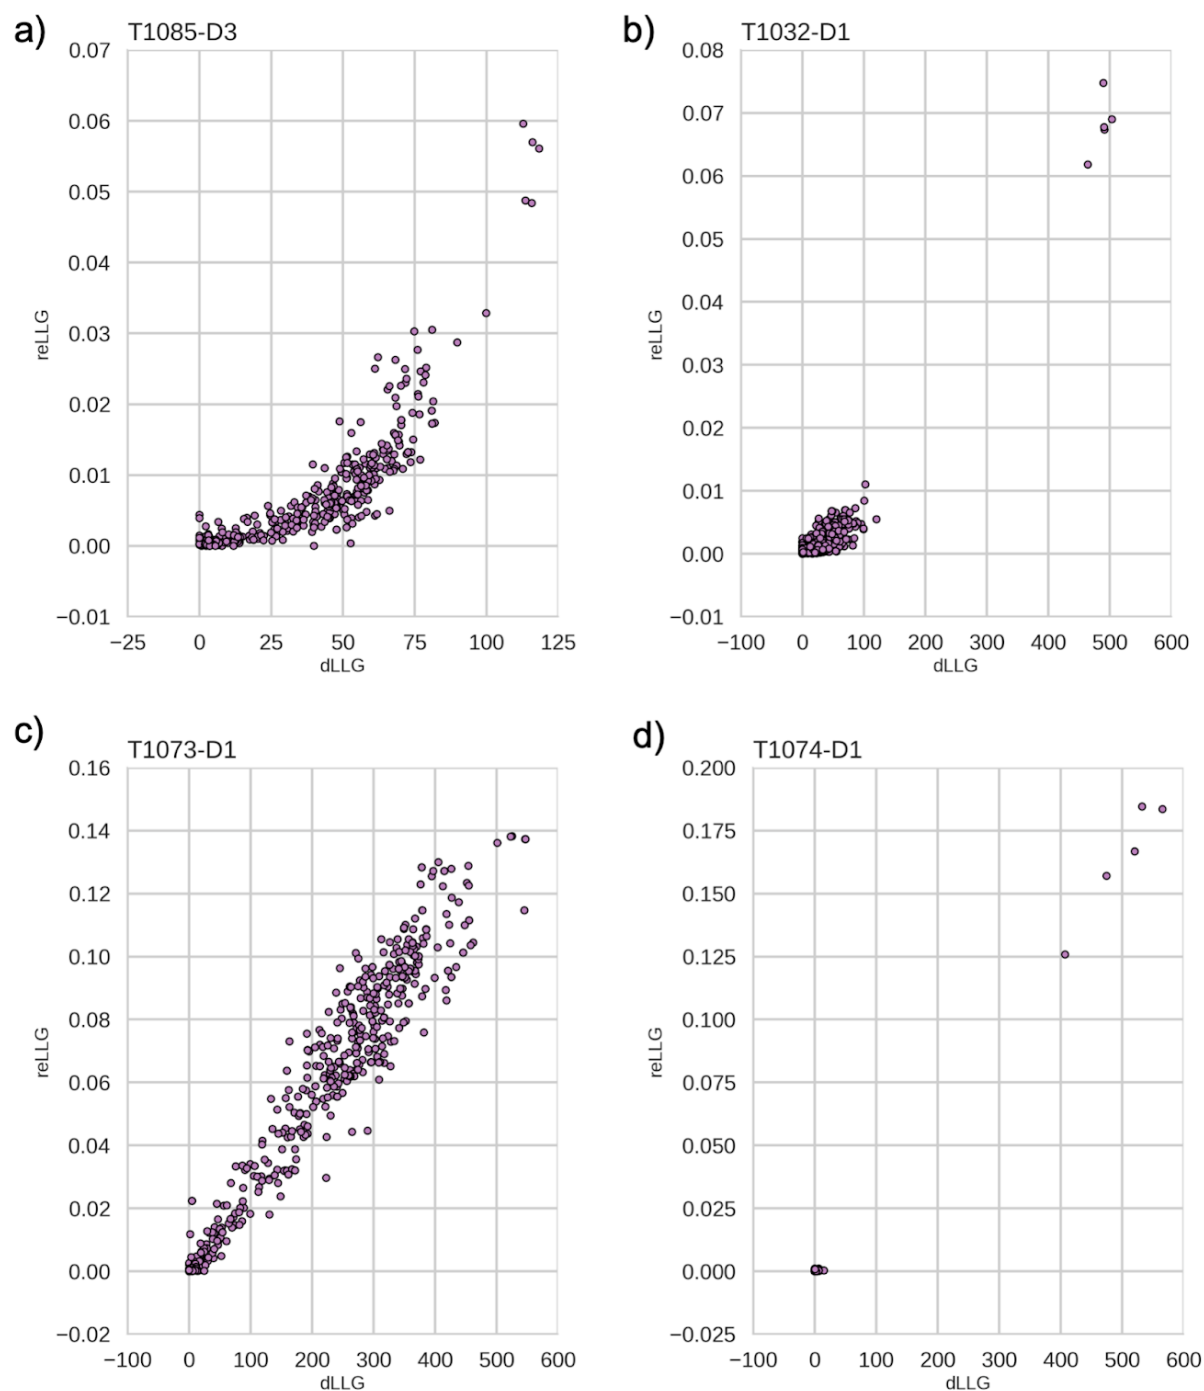 a)
T1085-D3
0.07
0.06
0.05
0.04
0.03
0.02
0.01
0.00
−0.01
reLLG
−25 0 25 50 75 100 125
dLLG
b)
T1032-D1
0.08
0.07
0.06
0.05
0.04
0.03
0.02
0.01
0.00
−0.01
reLLG
−100 0 100 200 300 400 500 600
dLLG
c)
T1073-D1
0.16
0.14
0.12
0.10
0.08
0.06
0.04
0.02
0.00
−0.02
reLLG
−100 0 100 200 300 400 500 600
dLLG
d)
T1074-D1
0.200
0.175
0.150
0.125
0.100
0.075
0.050
0.025
0.000
−0.025
reLLG
−100 0 100 200 300 400 500 600
dLLG